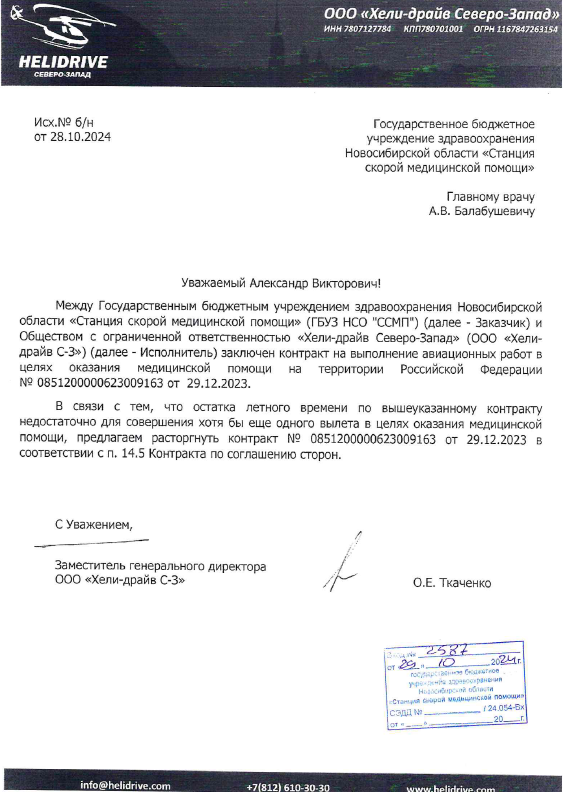 HELIDRIVE
СЕВЕРО-ЗАПАД
ООО «Хели-драйв Северо-Запад»
ИНН 7807127784 КПП780701001 ОГРН 1167847263154
Исх.№ б/н
от 28.10.2024
Государственное бюджетное
учреждение здравоохранения
Новосибирской области «Станция
скорой медицинской помощи»
Главному врачу
А.В. Балабушевичу
Уважаемый Александр Викторович!
Между Государственным бюджетным учреждением здравоохранения Новосибирской
области «Станция скорой медицинской помощи» (ГБУЗ НСО "ССМП") (далее - Заказчик) и
Обществом с ограниченной ответственностью «Хели-драйв Северо-Запад» (ООО «Хели-
драйв С-З») (далее - Исполнитель) заключен контракт на выполнение авиационных работ в
целях оказания медицинской помощи на территории Российской Федерации
№ 0851200000623009163 от 29.12.2023.
В связи с тем, что остатка летного времени по вышеуказанному контракту
недостаточно для совершения хотя бы еще одного вылета в целях оказания медицинской
помощи, предлагаем расторгнуть контракт № 0851200000623009163 от 29.12.2023 в
соответствии с п. 14.5 Контракта по соглашению сторон.
С Уважением,
Заместитель генерального директора
ООО «Хели-драйв С-З»
О.Е. Ткаченко
Вход № 2587
от « 29 » 10 2024г.
государственное бюджетное
учреждение здравоохранения
Новосибирской области
«Станция скорой медицинской помощи»
СЭДД № / 24.054-Вх
от « » 20 г.
info@helidrive.com
+7(812) 610-30-30
www.helidrive.com